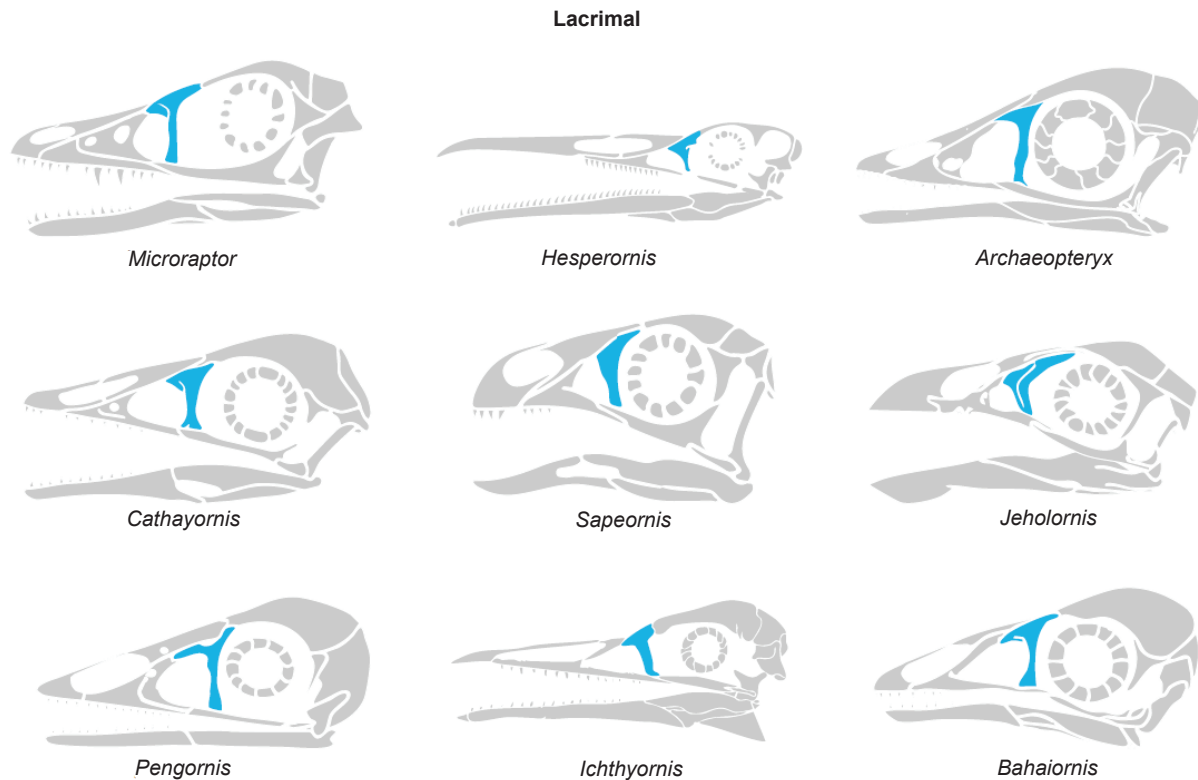 Lacrimal
Microraptor
Hesperornis
Archaeopteryx
Cathayornis
Sapeornis
Jeholornis
Pengornis
Ichthyornis
Bahaiornis